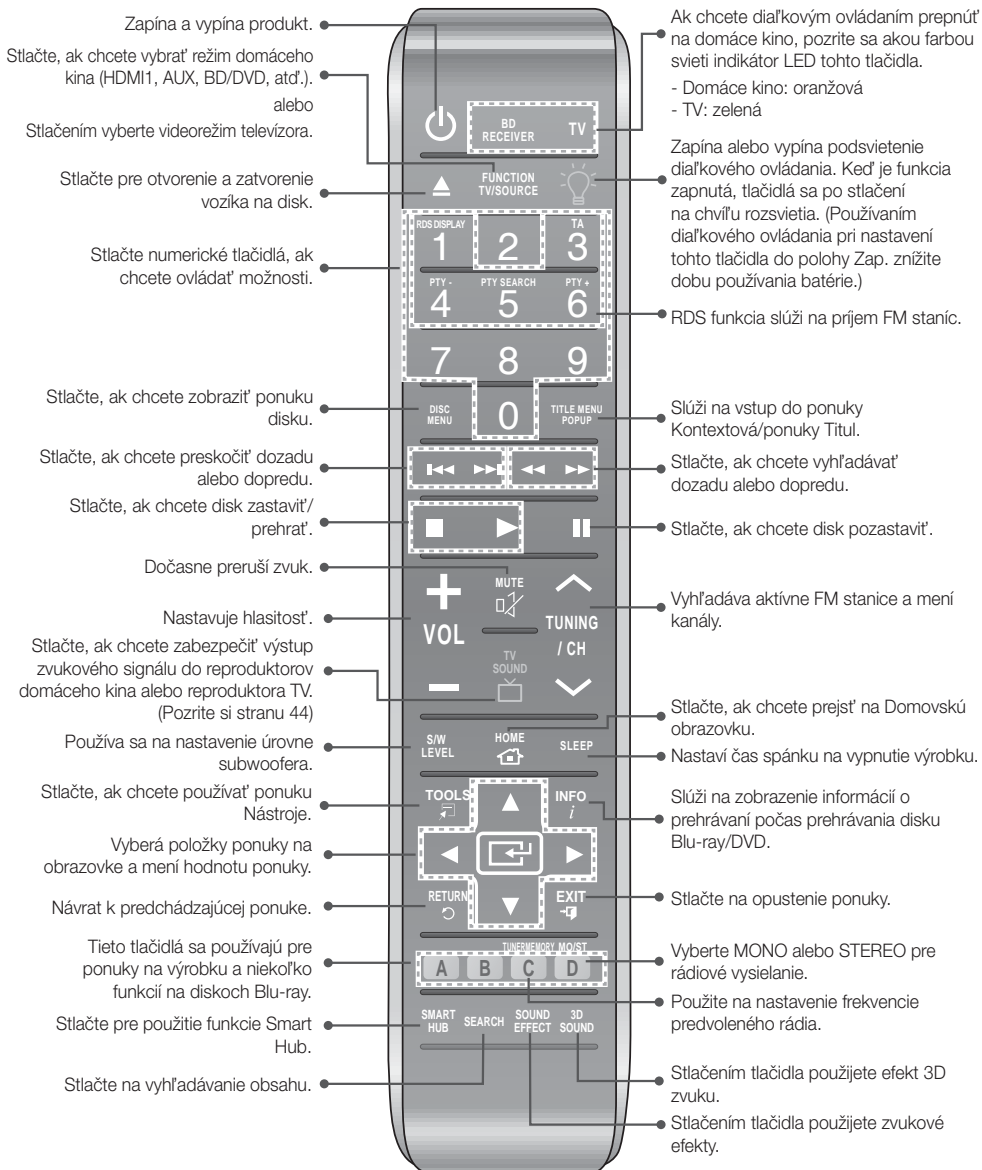 Zapína a vypína produkt.
Stlačte, ak chcete vybrať režim domáceho
kina (HDMI1, AUX, BD/DVD, atď.).
alebo
Stlačením vyberte videorežim televízora.
Stlačte pre otvorenie a zatvorenie
vozíka na disk.
Stlačte numerické tlačidlá, ak
chcete ovládať možnosti.
Stlačte, ak chcete zobraziť ponuku
disku.
Stlačte, ak chcete preskočiť dozadu
alebo dopredu.
Stlačte, ak chcete disk zastaviť/
prehrať.
Dočasne preruší zvuk.
Nastavuje hlasitosť.
Stlačte, ak chcete zabezpečiť výstup
zvukového signálu do reproduktorov
domáceho kina alebo reproduktora TV.
(Pozrite si stranu 44)
Používa sa na nastavenie úrovne
subwoofera.
Stlačte, ak chcete používať ponuku
Nástroje.
Vyberá položky ponuky na
obrazovke a mení hodnotu ponuky.
Návrat k predchádzajúcej ponuke.
Tieto tlačidlá sa používajú pre
ponuky na výrobku a niekoľko
funkcií na diskoch Blu-ray.
Stlačte pre použitie funkcie Smart
Hub.
Stlačte na vyhľadávanie obsahu.
BD
RECEIVER
TV
FUNCTION
TV/SOURCE
RDS DISPLAY
TA
1 2 3
PTY - PTY SEARCH PTY +
4 5 6
7 8 9
DISC
MENU
0
TITLE MENU
POPUP
MUTE
VOL
TUNING
/ CH
TV
SOUND
S/W
LEVEL
HOME
SLEEP
TOOLS
INFO
i
RETURN
EXIT
TUNER MEMORY MO/ST
A B C D
SMART
HUB
SEARCH
SOUND
EFFECT
3D
SOUND
Ak chcete diaľkovým ovládaním prepnúť
na domáce kino, pozrite sa akou farbou
svieti indikátor LED tohto tlačidla.
- Domáce kino: oranžová
- TV: zelená
Zapína alebo vypína podsvietenie
diaľkového ovládania. Keď je funkcia
zapnutá, tlačidlá sa po stlačení
na chvíľu rozsvietia. (Používaním
diaľkového ovládania pri nastavení
tohto tlačidla do polohy Zap. znížite
dobu používania batérie.)
RDS funkcia slúži na príjem FM staníc.
Slúži na vstup do ponuky
Kontextová/ponuky Titul.
Stlačte, ak chcete vyhľadávať
dozadu alebo dopredu.
Stlačte, ak chcete disk pozastaviť.
Vyhľadáva aktívne FM stanice a mení
kanály.
Stlačte, ak chcete prejsť na Domovskú
obrazovku.
Nastaví čas spánku na vypnutie výrobku.
Slúži na zobrazenie informácií o
prehrávaní počas prehrávania disku
Blu-ray/DVD.
Stlačte na opustenie ponuky.
Vyberte MONO alebo STEREO pre
rádiové vysielanie.
Použite na nastavenie frekvencie
predvoleného rádia.
Stlačením tlačidla použijete efekt 3D
zvuku.
Stlačením tlačidla použijete zvukové
efekty.